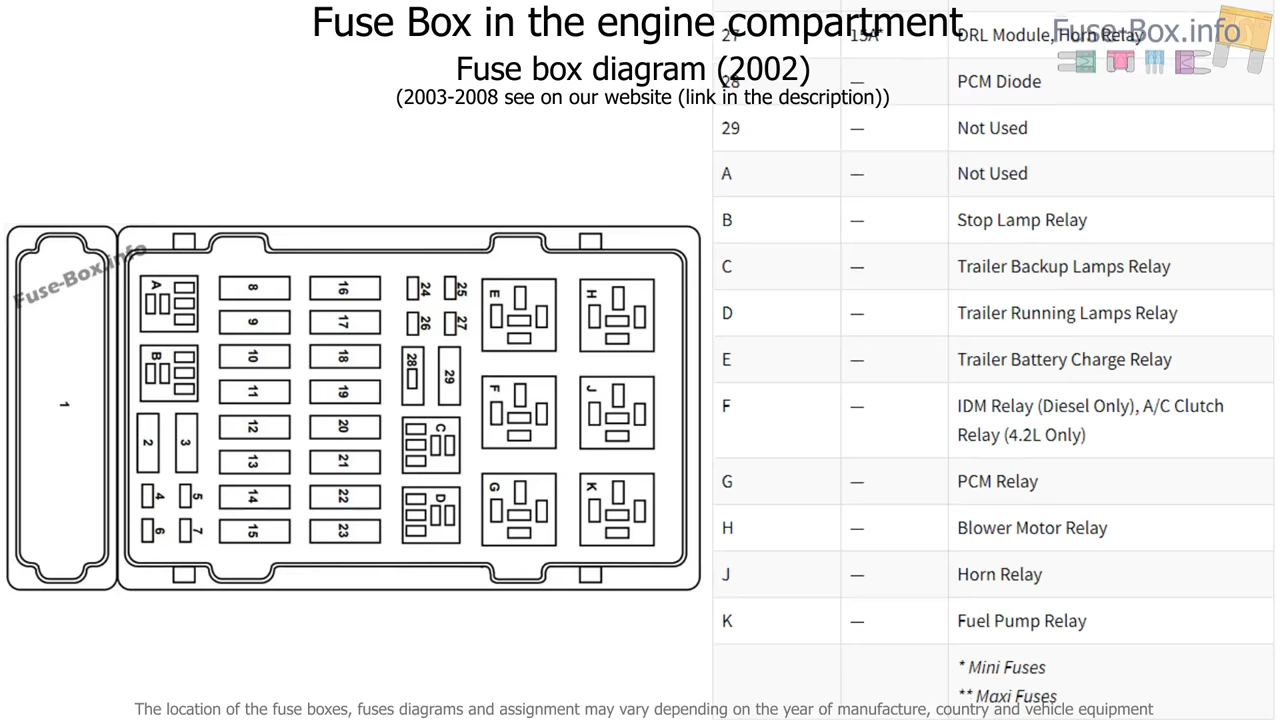 Fuse Box in the engine compartment
Fuse box diagram (2002)
(2003-2008 see on our website (link in the description))
Fuse-Box.info
27 15A* DRL Module, Horn Relay
28 — PCM Diode
29 — Not Used
A — Not Used
B — Stop Lamp Relay
C — Trailer Backup Lamps Relay
D — Trailer Running Lamps Relay
E — Trailer Battery Charge Relay
F — IDM Relay (Diesel Only), A/C Clutch
Relay (4.2L Only)
G — PCM Relay
H — Blower Motor Relay
J — Horn Relay
K — Fuel Pump Relay
* Mini Fuses
** Maxi Fuses
Fuse-Box.info
A 8 16 24 25 E H
9 17 26 27
B 10 18 28 29
1 11 19 F J
2 3 12 20 C
13 21
4 5 14 22 D G K
6 7 15 23
The location of the fuse boxes, fuses diagrams and assignment may vary depending on the year of manufacture, country and vehicle equipment